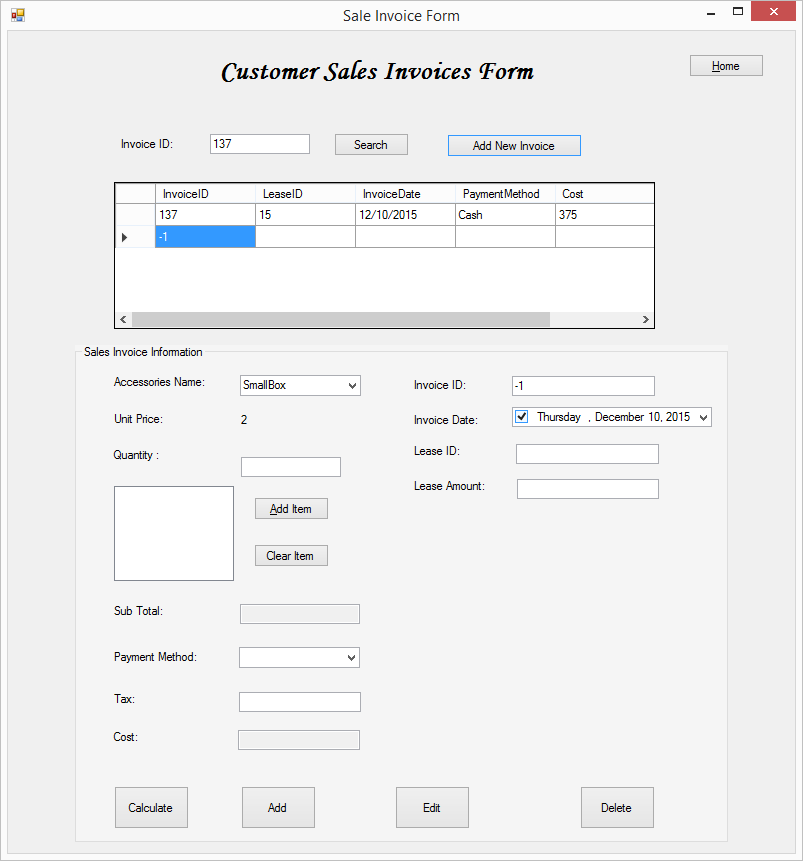 Sale Invoice Form
Customer Sales Invoices Form
Home
Invoice ID: 137 Search Add New Invoice
InvoiceID LeaseID InvoiceDate PaymentMethod Cost
137 15 12/10/2015 Cash 375
-1
Sales Invoice Information
Accessories Name: SmallBox
Unit Price: 2
Quantity :
Add Item
Clear Item
Sub Total:
Payment Method:
Tax:
Cost:
Invoice ID: -1
Invoice Date: Thursday , December 10, 2015
Lease ID:
Lease Amount:
Calculate Add Edit Delete